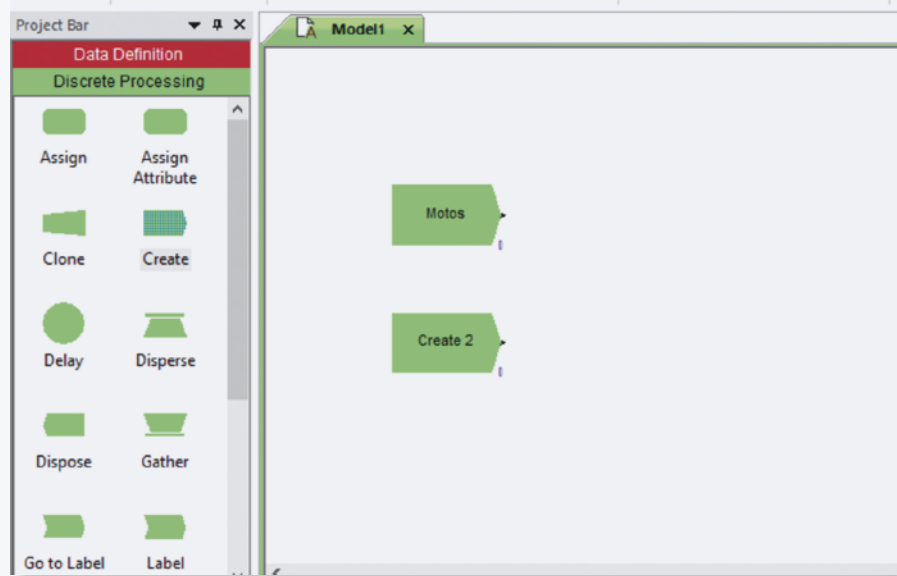 Project Bar
Model1
Data Definition
Discrete Processing
Assign
Assign Attribute
Clone
Create
Delay
Disperse
Dispose
Gather
Go to Label
Label
Motos
Create 2